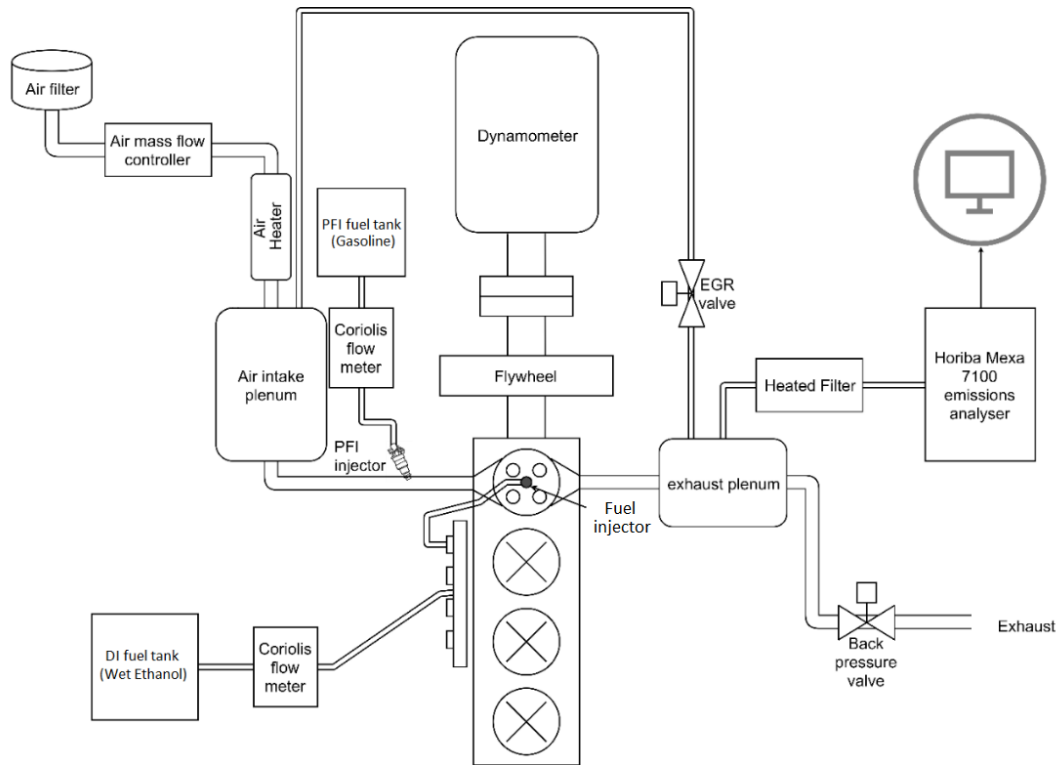 Air filter
Air mass flow
controller
Air
Heater
PFI fuel tank
(Gasoline)
Dynamometer
EGR
valve
Coriolis
flow
meter
Air intake
plenum
Flywheel
Heated Filter
Horiba Mexa
7100
emissions
analyser
PFI
injector
exhaust plenum
Fuel
injector
DI fuel tank
(Wet Ethanol)
Coriolis
flow
meter
Back
pressure
valve
Exhaust